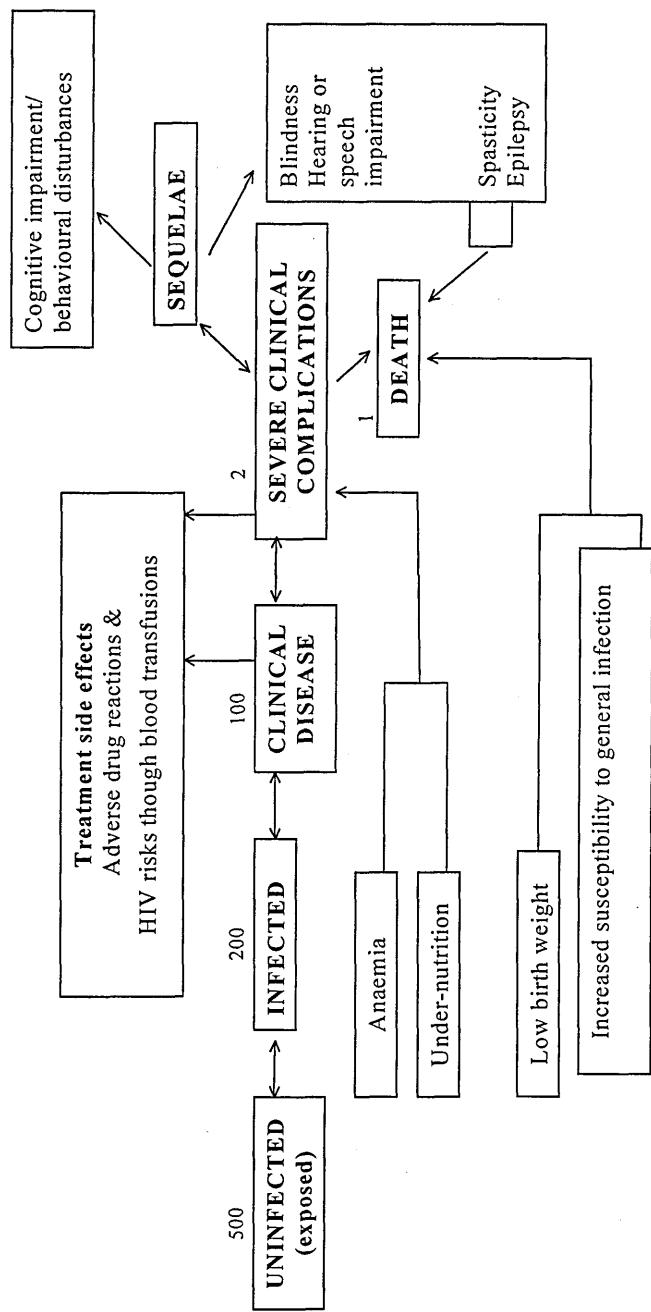 Treatment side effects
Adverse drug reactions &
HIV risks though blood transfusions
Cognitive impairment/
behavioural disturbances
SEQUELAE
500
UNINFECTED
(exposed)
200
INFECTED
100
CLINICAL
DISEASE
2
SEVERE CLINICAL
COMPLICATIONS
Blindness
Hearing or
speech
impairment
Spasticity
Epilepsy
1
DEATH
Anaemia
Under-nutrition
Low birth weight
Increased susceptibility to general infection